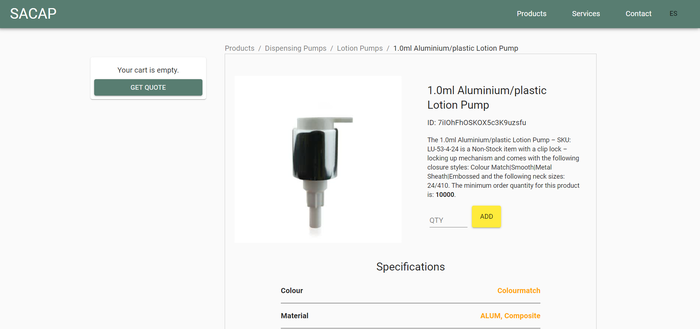 SACAP
Products
Services
Contact
ES
Products / Dispensing Pumps / Lotion Pumps / 1.0ml Aluminium/plastic Lotion Pump
Your cart is empty.
GET QUOTE
1.0ml Aluminium/plastic
Lotion Pump
ID: 7iIOhFhOSKOX5c3K9uzsfu
The 1.0ml Aluminium/plastic Lotion Pump – SKU:
LU-53-4-24 is a Non-Stock item with a clip lock –
locking up mechanism and comes with the following
closure styles: Colour Match|Smooth|Metal
Sheath|Embossed and the following neck sizes:
24/410. The minimum order quantity for this product
is: 10000.
QTY
ADD
Specifications
Colour
Colourmatch
Material
ALUM, Composite